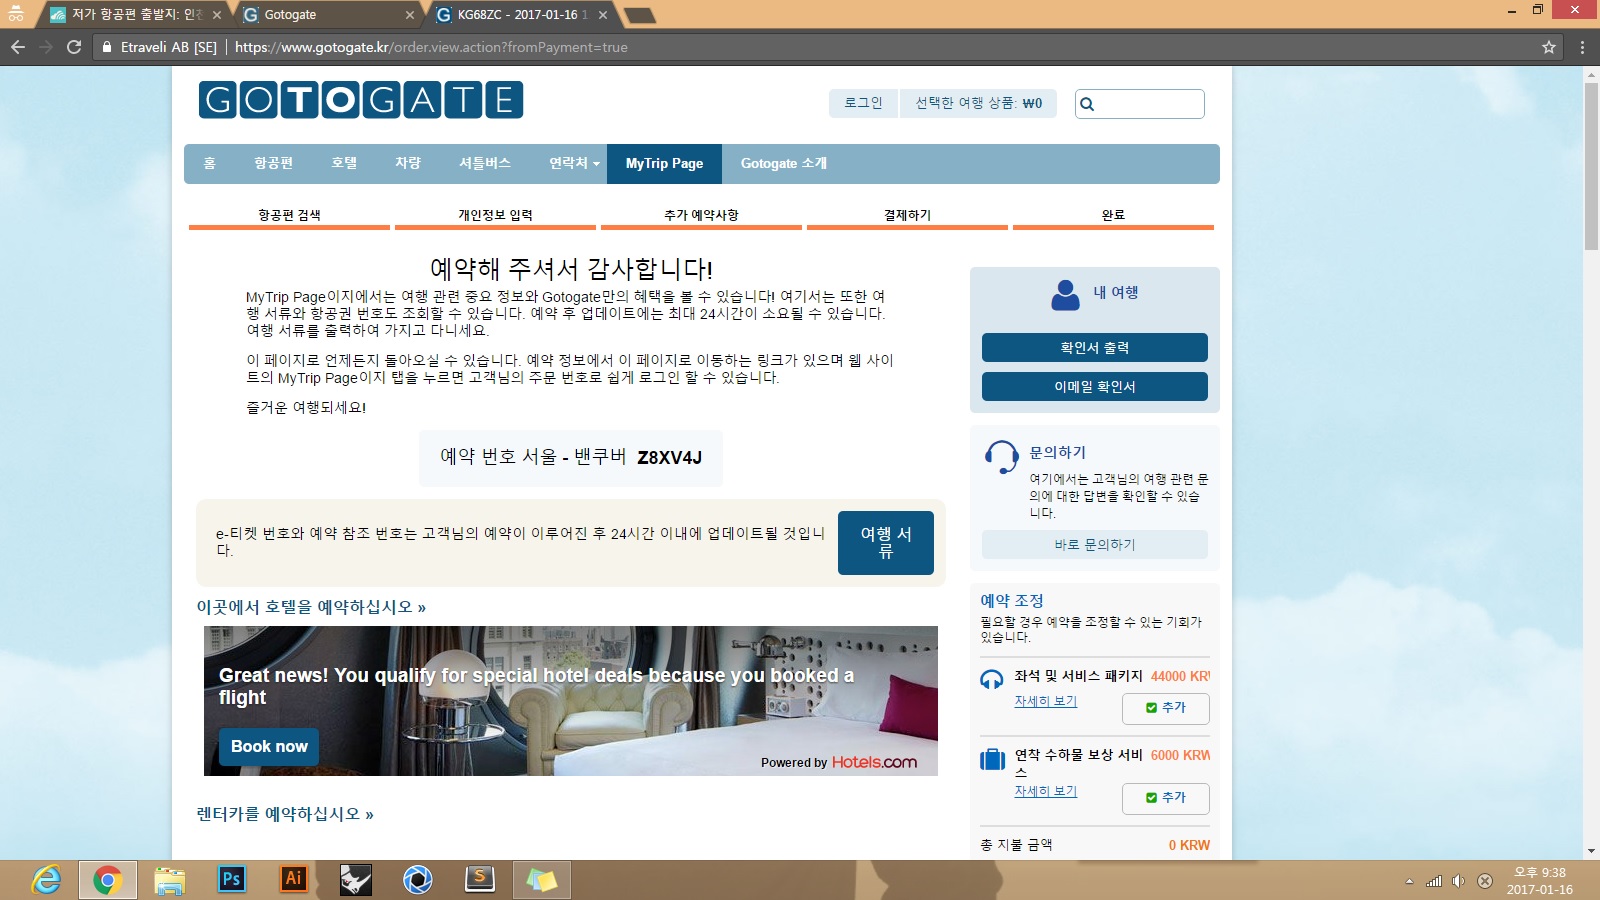 저가 항공편 출발지: 인천
Gotogate
KG68ZC - 2017-01-16 1
Etraveli AB [SE] | https://www.gotogate.kr/order.view.action?fromPayment=true
GOTOGATE
로그인
선택한 여행 상품: ₩0
홈 항공편 호텔 차량 셔틀버스 연락처 MyTrip Page Gotogate 소개
항공편 검색 개인정보 입력 추가 예약사항 결제하기 완료
예약해 주셔서 감사합니다!
MyTrip Page이지에서는 여행 관련 중요 정보와 Gotogate만의 혜택을 볼 수 있습니다! 여기서는 또한 여
행 서류와 항공권 번호도 조회할 수 있습니다. 예약 후 업데이트에는 최대 24시간이 소요될 수 있습니다.
여행 서류를 출력하여 가지고 다니세요.
이 페이지로 언제든지 돌아오실 수 있습니다. 예약 정보에서 이 페이지로 이동하는 링크가 있으며 웹 사이
트의 MyTrip Page이지 탭을 누르면 고객님의 주문 번호로 쉽게 로그인 할 수 있습니다.
즐거운 여행되세요!
예약 번호 서울 - 밴쿠버 Z8XV4J
e-티켓 번호와 예약 참조 번호는 고객님의 예약이 이루어진 후 24시간 이내에 업데이트될 것입니
다.
여행 서
류
이곳에서 호텔을 예약하십시오 »
Great news! You qualify for special hotel deals because you booked a
flight
Book now
Powered by Hotels.com
렌터카를 예약하십시오 »
내 여행
확인서 출력
이메일 확인서
문의하기
여기에서는 고객님의 여행 관련 문
의에 대한 답변을 확인할 수 있습
니다.
바로 문의하기
예약 조정
필요할 경우 예약을 조정할 수 있는 기회가
있습니다.
좌석 및 서비스 패키지 44000 KRW
자세히 보기
추가
연착 수하물 보상 서비 6000 KRW
스
자세히 보기
추가
총 지불 금액 0 KRW
Ps
Ai
S
오후 9:38
2017-01-16